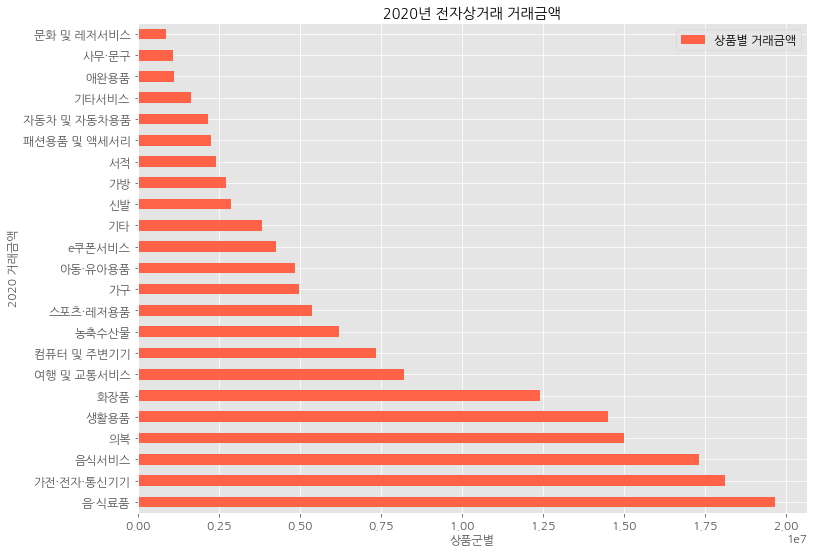 2020년 전자상거래 거래금액
상품별 거래금액
문화 및 레저서비스
사무·문구
애완용품
기타서비스
자동차 및 자동차용품
패션용품 및 액세서리
서적
가방
신발
기타
e쿠폰서비스
아동·유아용품
가구
스포츠·레저용품
농축수산물
컴퓨터 및 주변기기
여행 및 교통서비스
화장품
생활용품
의복
음식서비스
가전·전자·통신기기
음·식료품
2020 거래금액
0.00 0.25 0.50 0.75 1.00 1.25 1.50 1.75 2.00
1e7
상품군별